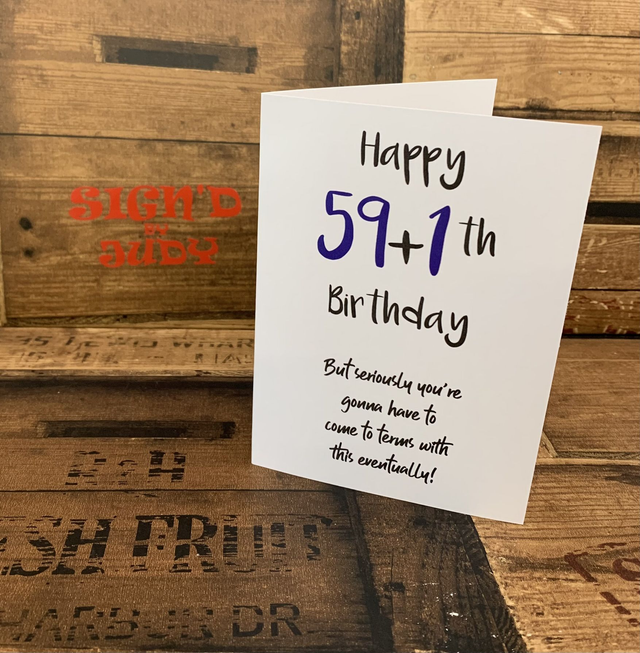 SIGN'D
BY
JUDY
Happy
59+1th
Birthday
But seriously you're
gonna have to
come to terms with
this eventually!
FRUIT
DR